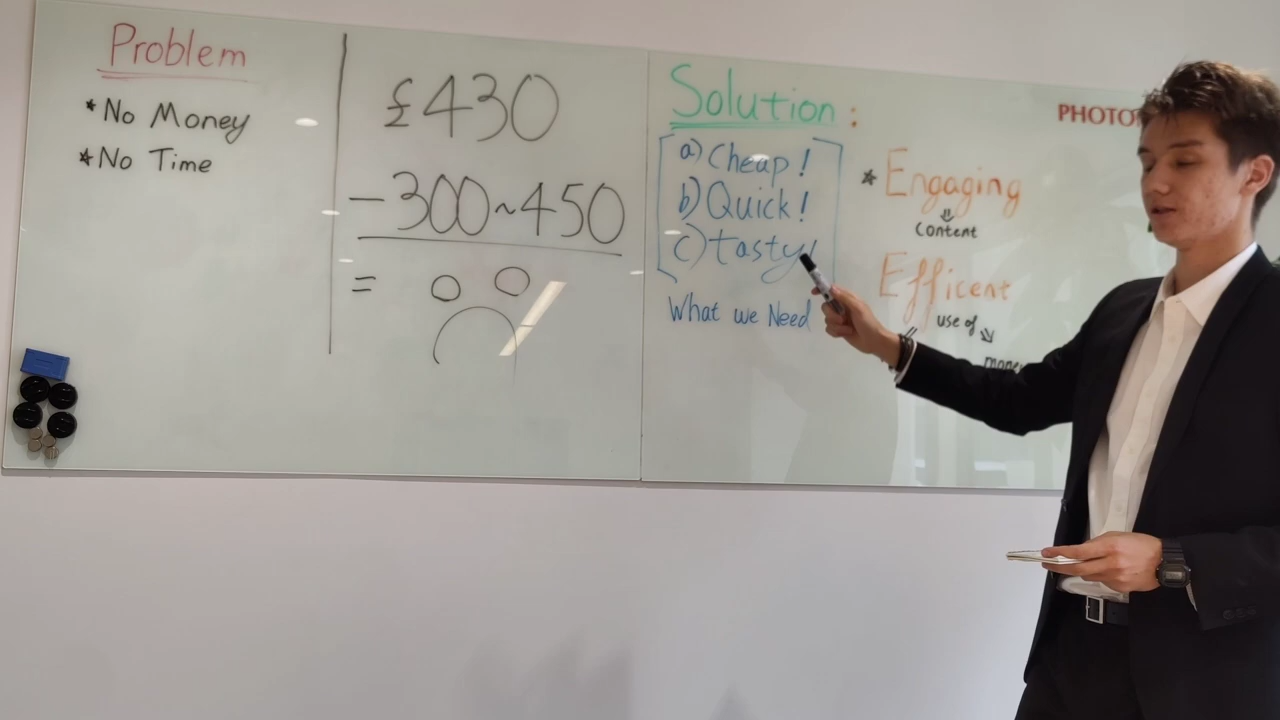 Problem
*No Money
*No Time
£430
-300~450
=
Solution:
a) Cheap!
b) Quick!
c) tasty!
What we Need
* Engaging
⇓
Content
Efficent
use of
money